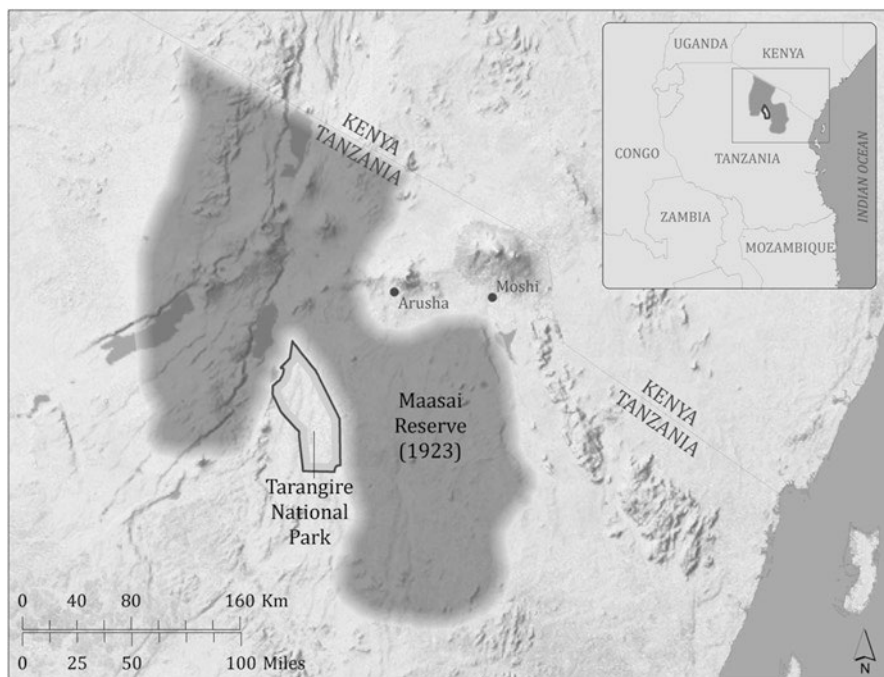 UGANDA
KENYA
CONGO
TANZANIA
INDIAN OCEAN
ZAMBIA
MOZAMBIQUE
KENYA
TANZANIA
Arusha
Moshi
KENYA
TANZANIA
Maasai
Reserve
(1923)
Tarangire
National
Park
0 40 80 160 Km
0 25 50 100 Miles
N